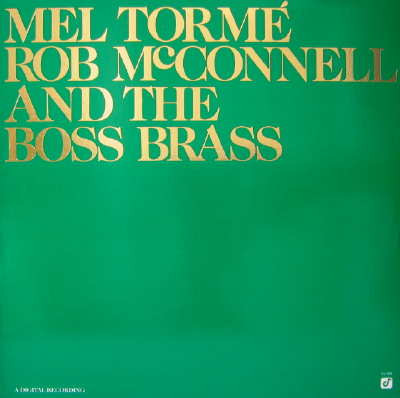 MEL TORMÉ
ROB McCONNELL
AND THE
BOSS BRASS
A DIGITAL RECORDING